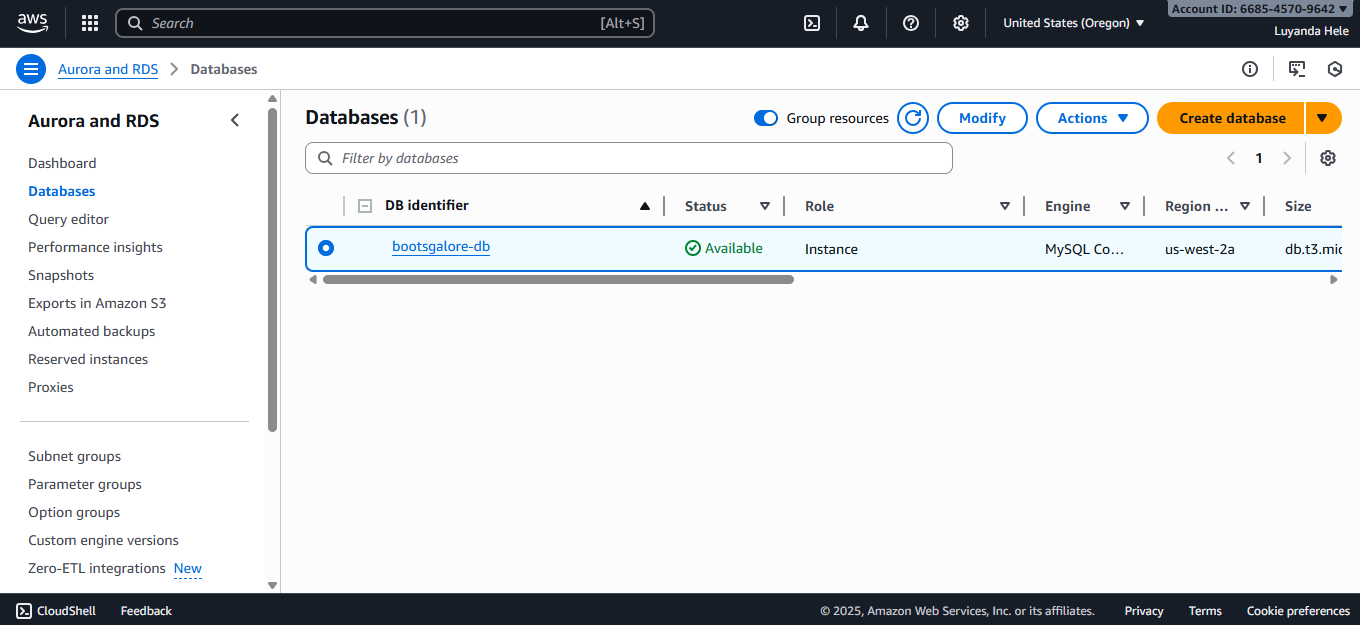 aws
Search [Alt+S]
United States (Oregon)
Account ID: 6685-4570-9642
Luyanda Hele
Aurora and RDS
Databases
Aurora and RDS
Dashboard
Databases
Query editor
Performance insights
Snapshots
Exports in Amazon S3
Automated backups
Reserved instances
Proxies
Subnet groups
Parameter groups
Option groups
Custom engine versions
Zero-ETL integrations New
Databases (1)
Group resources
Modify
Actions
Create database
Filter by databases
1
DB identifier Status Role Engine Region ... Size
bootsgalore-db Available Instance MySQL Co... us-west-2a db.t3.mic
CloudShell Feedback
© 2025, Amazon Web Services, Inc. or its affiliates. Privacy Terms Cookie preferences